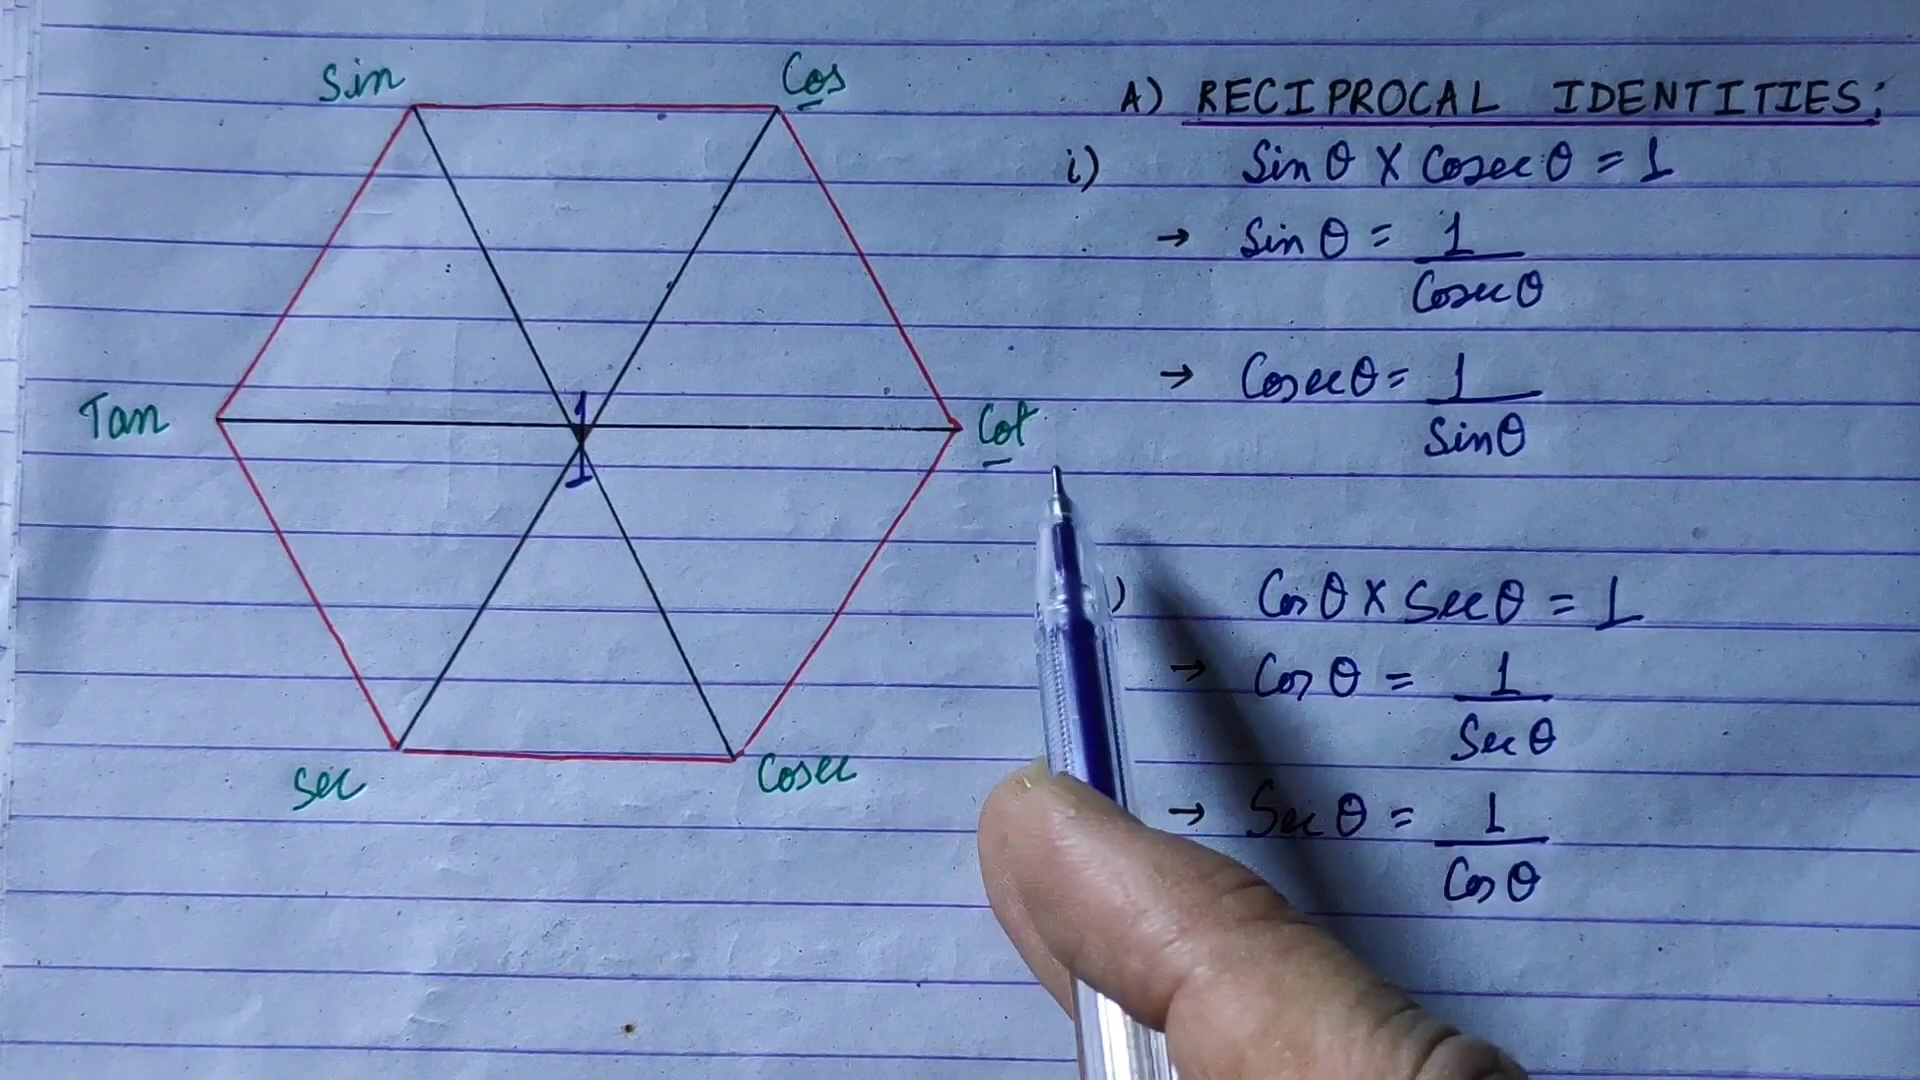 Sin
Cos
Tan
1
Cot
Sec
Cosec
A) RECIPROCAL IDENTITIES:
i) Sin θ X Cosec θ = 1
→ Sin θ = 1
Cosec θ
→ Cosec θ = 1
Sin θ
) Cos θ X Sec θ = 1
→ Cos θ = 1
Sec θ
→ Sec θ = 1
Cos θ